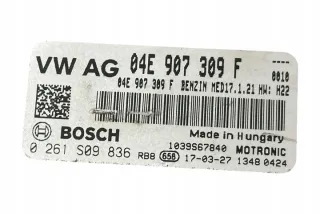 VW AG 04E 907 309 F
0010
04E 907 309 F BENZIN MED17.1.21 HW: H22
Made in Hungary
BOSCH
1039S67840 MOTRONIC
0 261 S09 836 RB8 658 17-03-27 1348 0424